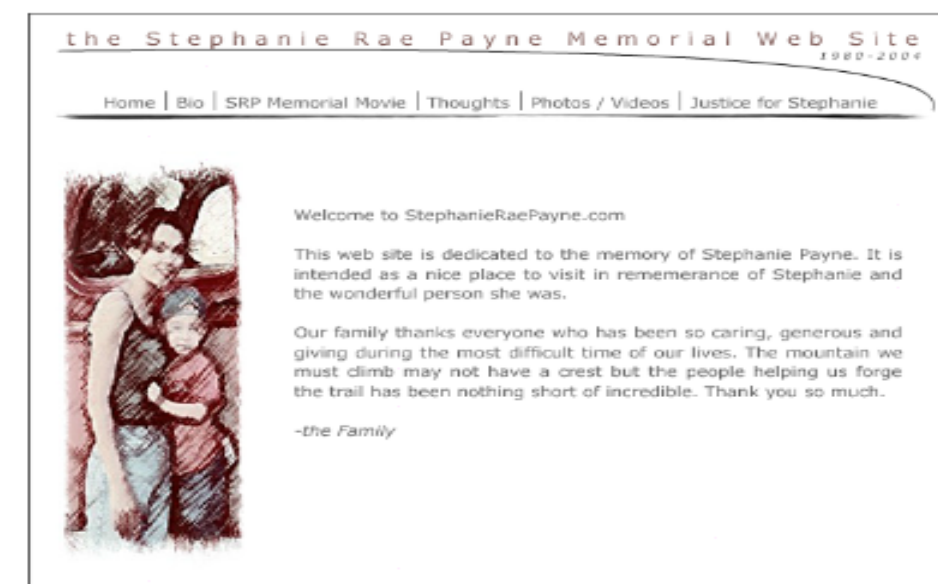 the Stephanie Rae Payne Memorial Web Site
1980-2004
Home | Bio | SRP Memorial Movie | Thoughts | Photos / Videos | Justice for Stephanie
Welcome to StephanieRaePayne.com
This web site is dedicated to the memory of Stephanie Payne. It is
intended as a nice place to visit in rememerance of Stephanie and
the wonderful person she was.
Our family thanks everyone who has been so caring, generous and
giving during the most difficult time of our lives. The mountain we
must climb may not have a crest but the people helping us forge
the trail has been nothing short of incredible. Thank you so much.
-the Family